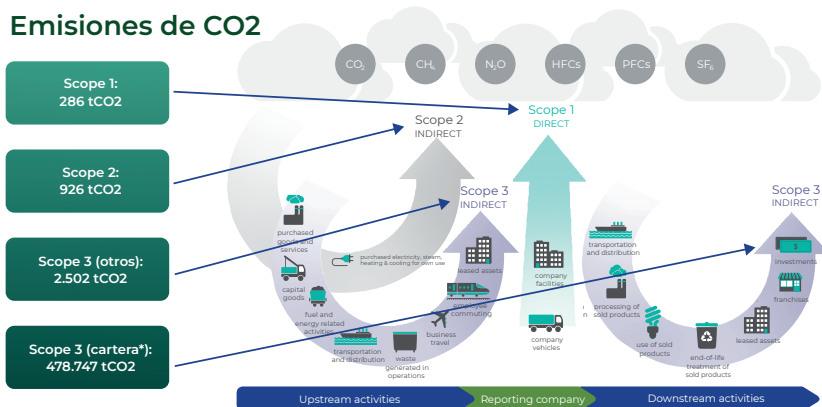 Emisiones de CO2
CO2
CH4
N2O
HFCs
PFCs
SF6
Scope 1:
286 tCO2
Scope 2:
926 tCO2
Scope 3 (otros):
2.502 tCO2
Scope 3 (cartera*):
478.747 tCO2
Scope 2
INDIRECT
Scope 1
DIRECT
Scope 3
INDIRECT
Scope 3
INDIRECT
purchased
goods and
services
capital
goods
fuel and
energy related
activities
transportation
and distribution
waste
generated in
operations
business
travel
employee
commuting
leased assets
purchased electricity, steam,
heating & cooling for own use
company
facilities
company
vehicles
transportation
and distribution
processing of
sold products
use of sold
products
end-of-life
treatment of
sold products
leased assets
franchises
investments
$
Upstream activities
Reporting company
Downstream activities